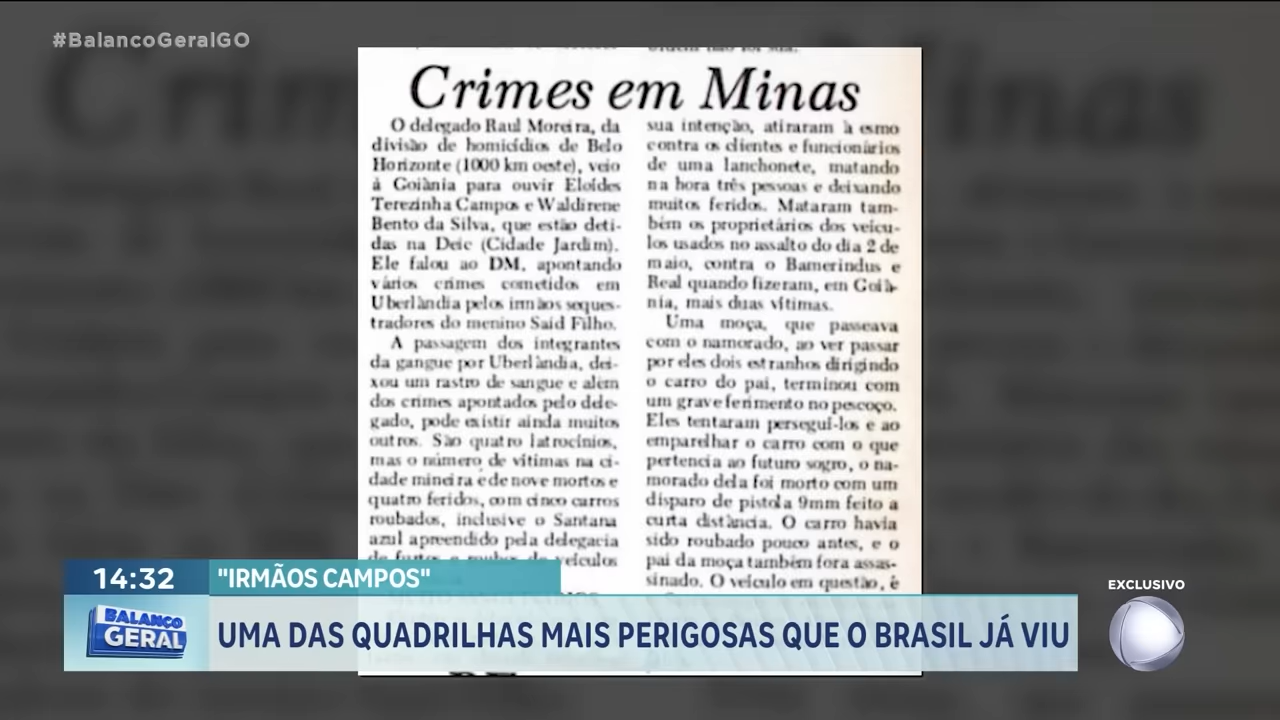 #BalancoGeralGO
Crimes em Minas
O delegado Raul Moreira, da
divisão de homicídios de Belo
Horizonte (1000 km oeste), veio
à Goiânia para ouvir Eloídes
Terezinha Campos e Waldirene
Bento da Silva, que estão deti-
das na Deic (Cidade Jardim).
Ele falou ao DM, apontando
vários crimes cometidos em
Uberlândia pelos irmãos seques-
tradores do menino Said Filho.
A passagem dos integrantes
da gangue por Uberlândia, dei-
xou um rastro de sangue e além
dos crimes apontados pelo dele-
gado, pode existir ainda muitos
outros. São quatro latrocínios,
mas o número de vítimas na ci-
dade mineira é de nove mortos e
quatro feridos, com cinco carros
roubados, inclusive o Santana
azul apreendido pela delegacia
de veículos
sua intenção, atiraram à esmo
contra os clientes e funcionários
de uma lanchonete, matando
na hora três pessoas e deixando
muitos feridos. Mataram tam-
bém os proprietários dos veícu-
los usados no assalto do dia 2 de
maio, contra o Bamerindus e
Real quando fizeram, em Goiâ-
nia, mais duas vítimas.
Uma moça, que passeava
com o namorado, ao ver passar
por eles dois estranhos dirigindo
o carro do pai, terminou com
um grave ferimento no pescoço.
Eles tentaram perseguí-los e ao
emparelhar o carro com o que
pertencia ao futuro sogro, o na-
morado dela foi morto com um
disparo de pistola 9mm feito a
curta distância. O carro havia
sido roubado pouco antes, e o
pai da moça também fora assas-
sinado. O veículo em questão, é
14:32
"IRMÃOS CAMPOS"
BALANÇO
GERAL
UMA DAS QUADRILHAS MAIS PERIGOSAS QUE O BRASIL JÁ VIU
EXCLUSIVO